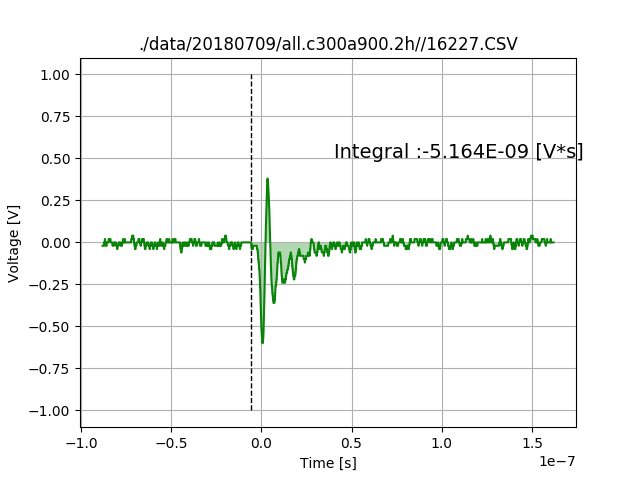 ./data/20180709/all.c300a900.2h//16227.CSV
1.00
0.75
Integral :-5.164E-09 [V*s]
0.50
0.25
0.00
−0.25
−0.50
−0.75
−1.00
Voltage [V]
−1.0 −0.5 0.0 0.5 1.0 1.5
1e−7
Time [s]